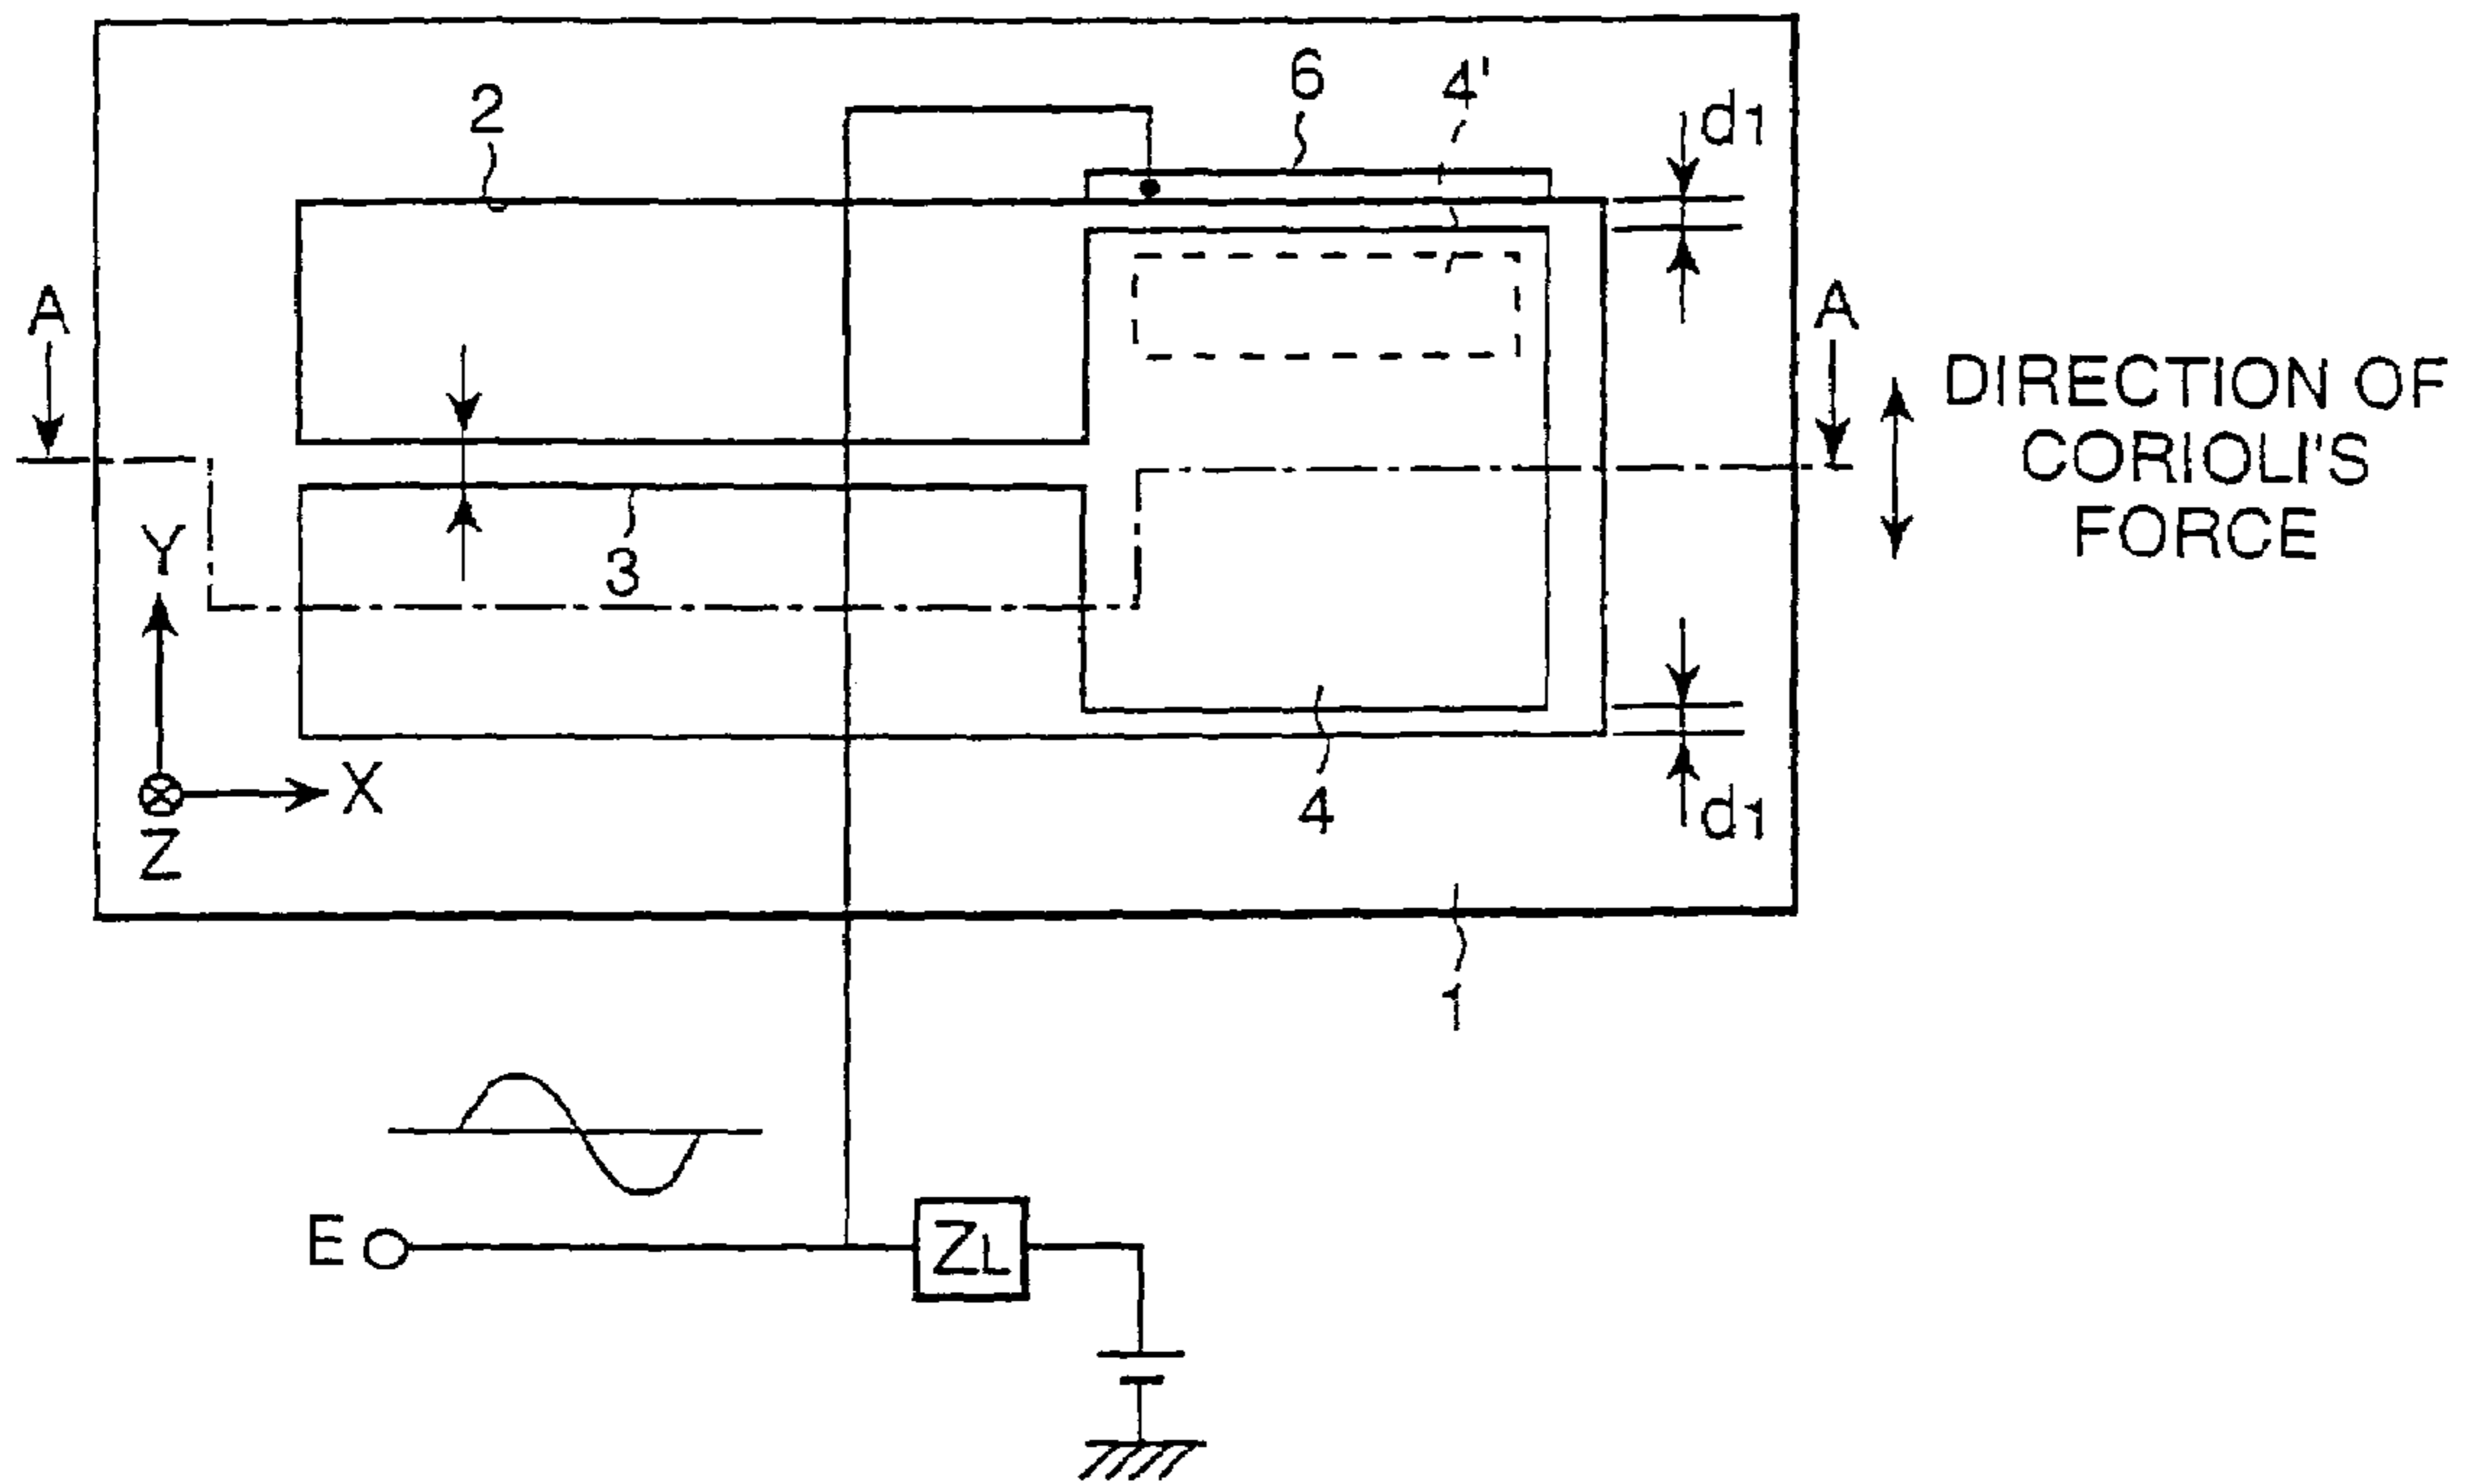 2
6
4'
d1
A
A
DIRECTION OF
CORIOLI'S
FORCE
Y
3
X
Z
4
d1
1
E
ZL